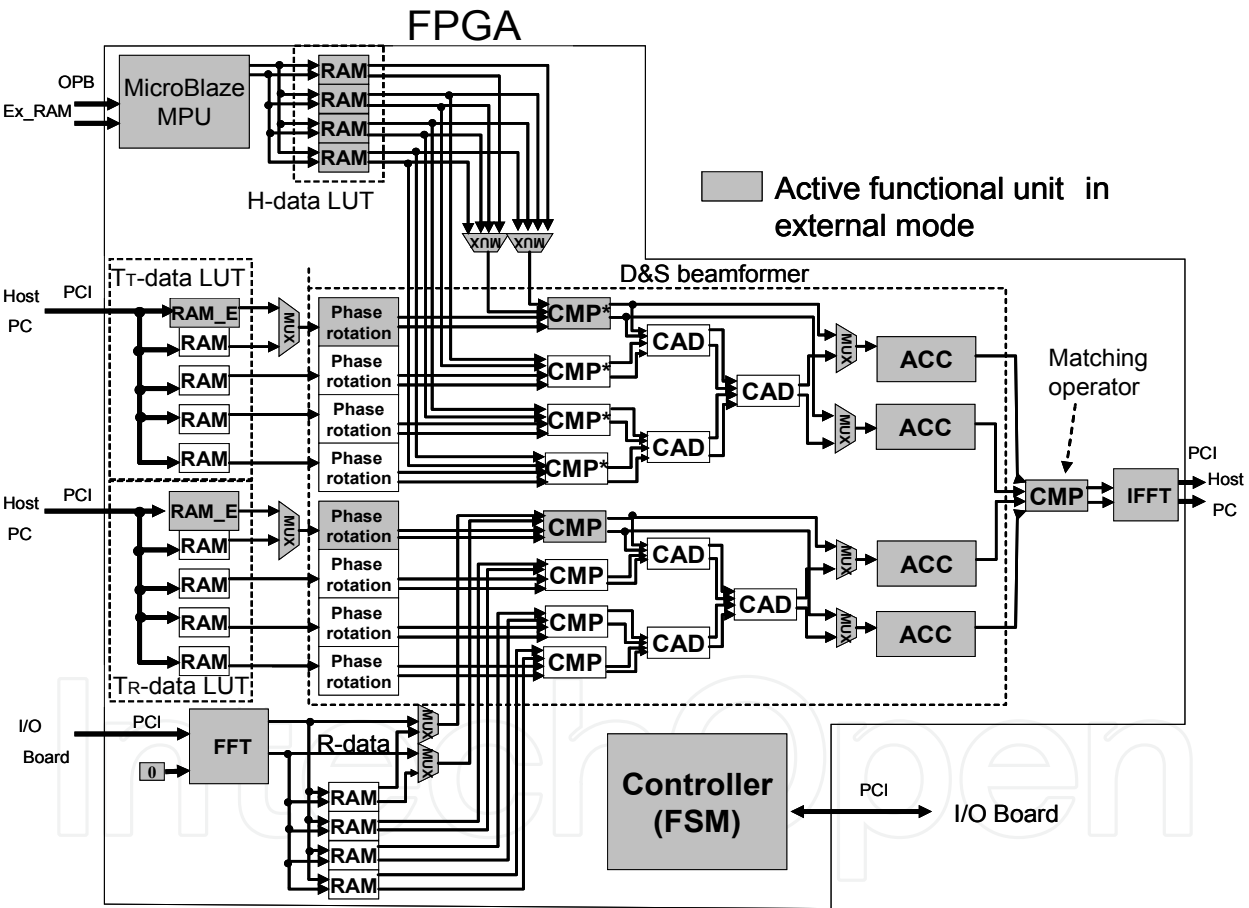 FPGA
OPB
Ex_RAM
MicroBlaze
MPU
RAM
RAM
RAM
RAM
H-data LUT
Active functional unit in
external mode
MUX
MUX
TT-data LUT
D&S beamformer
Host
PC
PCI
RAM_E
RAM
RAM
RAM
RAM
MUX
Phase
rotation
Phase
rotation
Phase
rotation
Phase
rotation
CMP*
CMP*
CMP*
CMP*
CAD
CAD
CAD
MUX
MUX
ACC
ACC
Matching
operator
Host
PC
PCI
RAM_E
RAM
RAM
RAM
RAM
TR-data LUT
MUX
Phase
rotation
Phase
rotation
Phase
rotation
Phase
rotation
CMP
CMP
CMP
CMP
CAD
CAD
CAD
MUX
MUX
ACC
ACC
CMP
IFFT
PCI
Host
PC
I/O
Board
PCI
0
FFT
R-data
MUX
MUX
RAM
RAM
RAM
RAM
Controller
(FSM)
PCI
I/O Board
IntechOpen